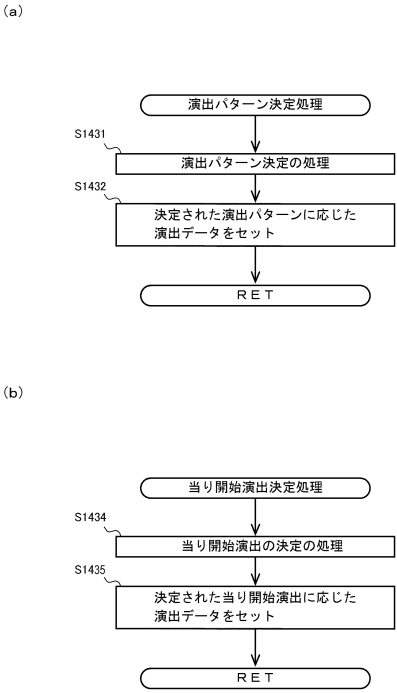 (a)
演出パターン決定処理
S1431
演出パターン決定の処理
S1432
決定された演出パターンに応じた
演出データをセット
RET
(b)
当り開始演出決定処理
S1434
当り開始演出の決定の処理
S1435
決定された当り開始演出に応じた
演出データをセット
RET